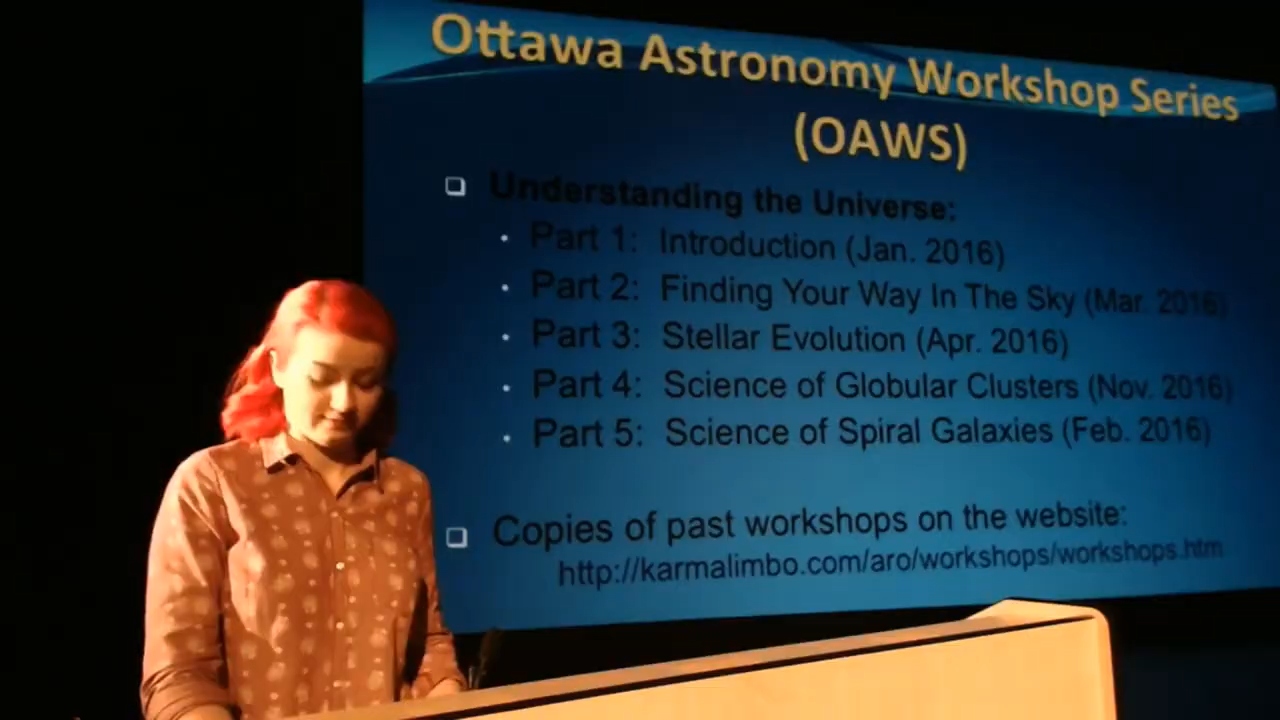 Ottawa Astronomy Workshop Series
(OAWS)
Understanding the Universe:
Part 1: Introduction (Jan. 2016)
Part 2: Finding Your Way In The Sky (Mar. 2016)
Part 3: Stellar Evolution (Apr. 2016)
Part 4: Science of Globular Clusters (Nov. 2016)
Part 5: Science of Spiral Galaxies (Feb. 2016)
Copies of past workshops on the website:
http://karmalimbo.com/aro/workshops/workshops.htm